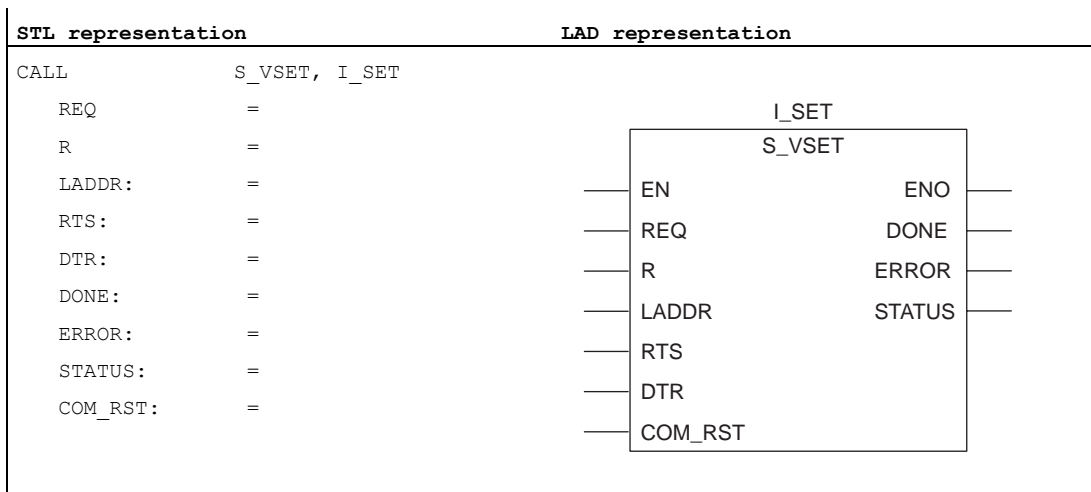 STL representation
LAD representation
CALL S_VSET, I_SET
REQ =
R =
LADDR: =
RTS: =
DTR: =
DONE: =
ERROR: =
STATUS: =
COM_RST: =
I_SET
S_VSET
EN ENO
REQ DONE
R ERROR
LADDR STATUS
RTS
DTR
COM_RST